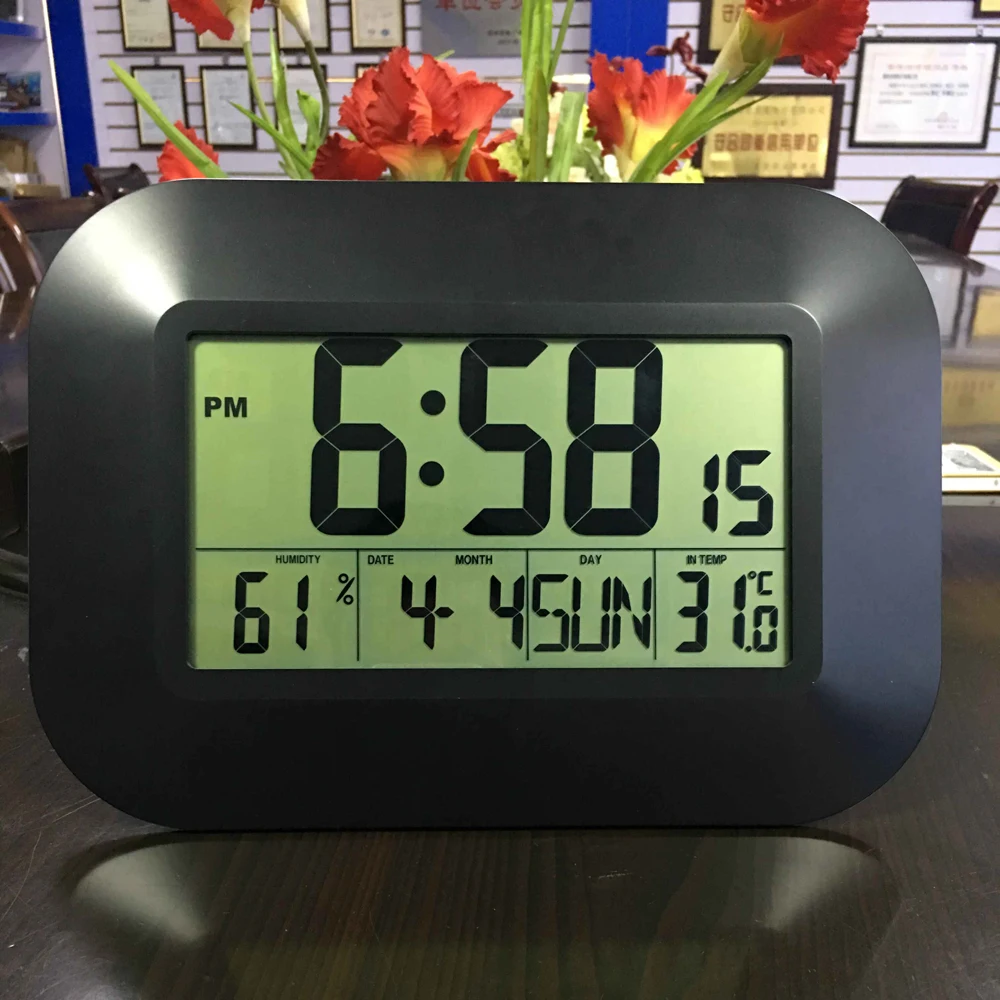 PM 6:58 15
HUMIDITY DATE MONTH DAY IN TEMP
61 % 4 4 SUN 31.0 °C